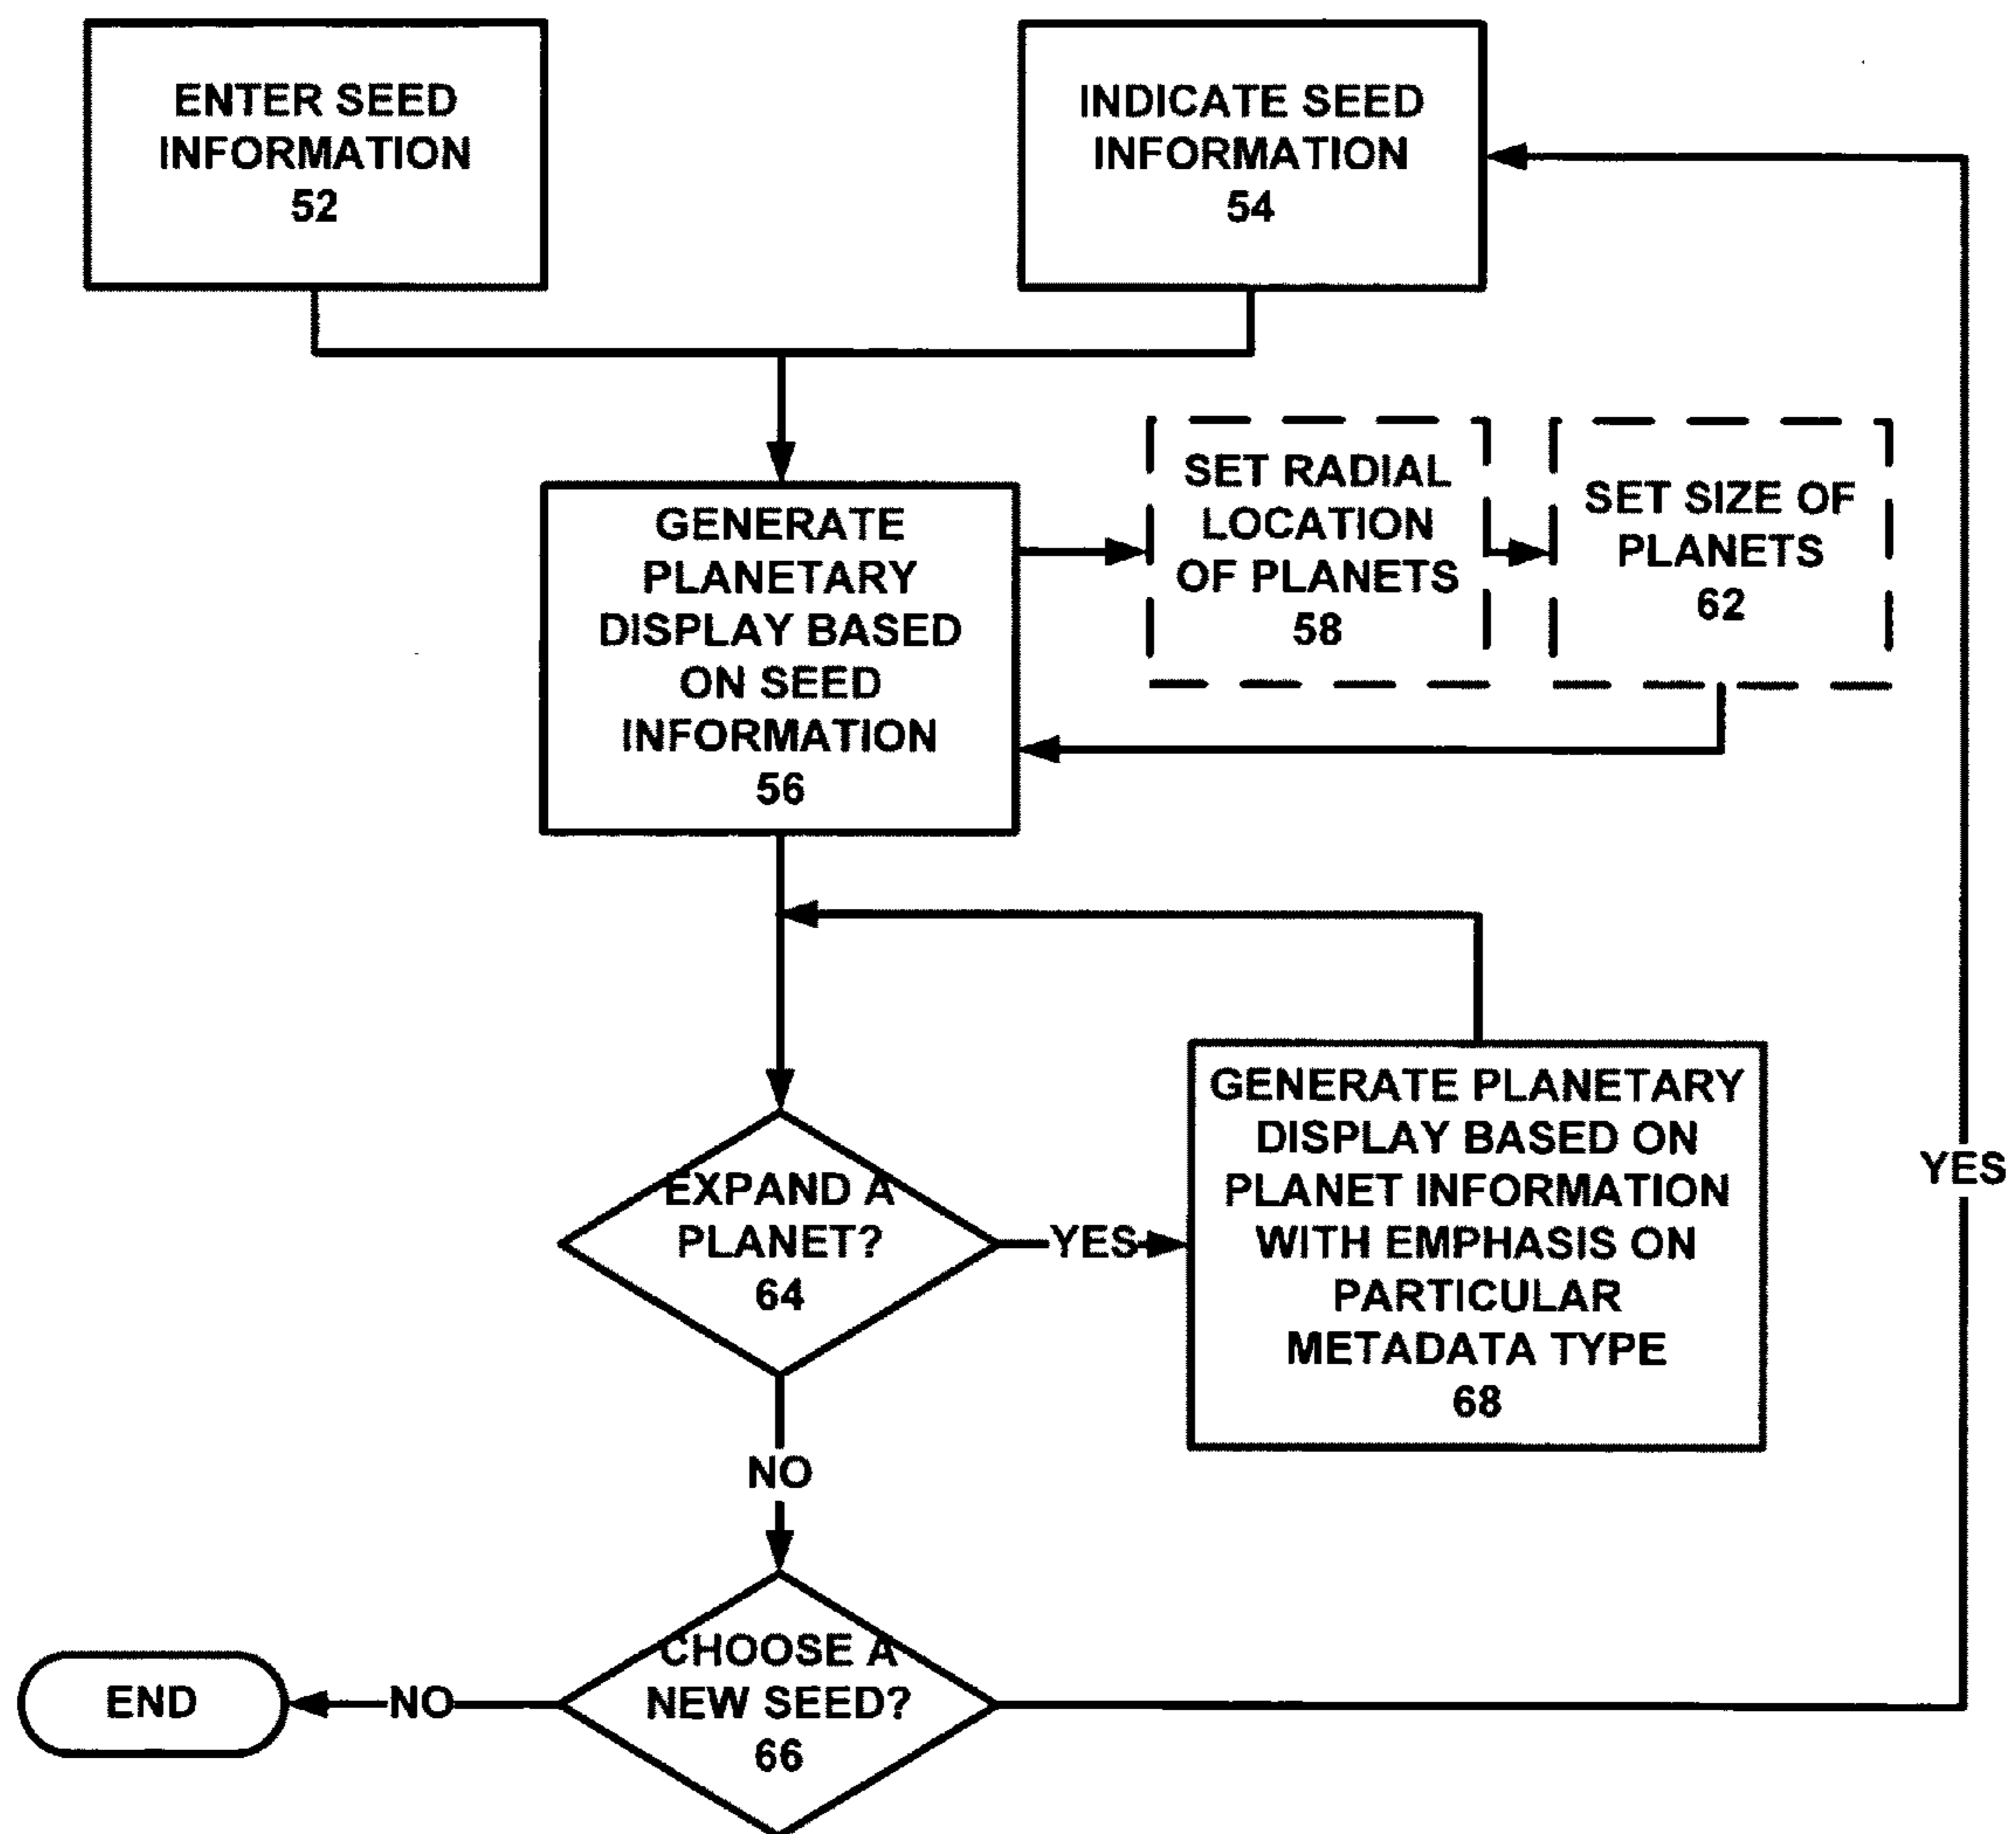 ENTER SEED
INFORMATION
52
INDICATE SEED
INFORMATION
54
GENERATE
PLANETARY
DISPLAY BASED
ON SEED
INFORMATION
56
SET RADIAL
LOCATION
OF PLANETS
58
SET SIZE OF
PLANETS
62
EXPAND A
PLANET?
64
YES
GENERATE PLANETARY
DISPLAY BASED ON
PLANET INFORMATION
WITH EMPHASIS ON
PARTICULAR
METADATA TYPE
68
YES
NO
CHOOSE A
NEW SEED?
66
NO
END